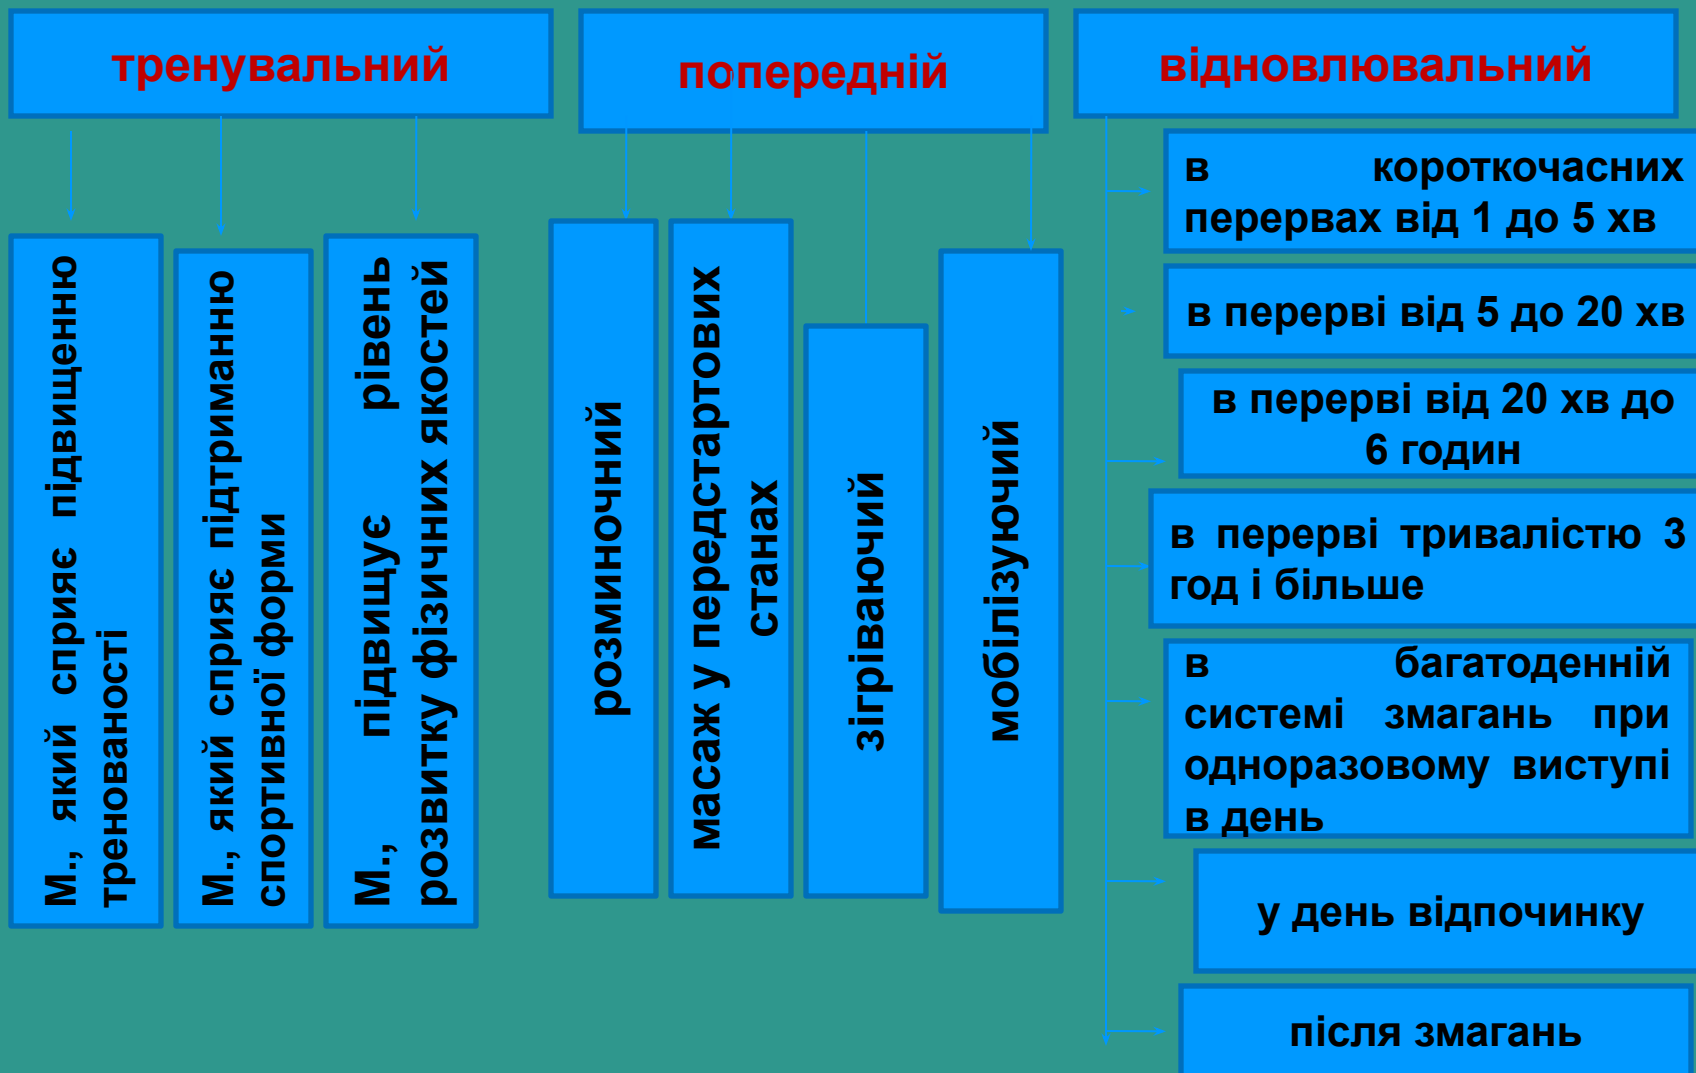 тренувальний
попередній
відновлювальний
М., який сприяє підвищенню
тренованості
М., який сприяє підтриманню
спортивної форми
М., підвищує рівень
розвитку фізичних якостей
розминочний
масаж у передстартових
станах
зігріваючий
мобілізуючий
в короткочасних
перервах від 1 до 5 хв
в перерві від 5 до 20 хв
в перерві від 20 хв до
6 годин
в перерві тривалістю 3
год і більше
в багатоденній
системі змагань при
одноразовому виступі
в день
у день відпочинку
після змагань